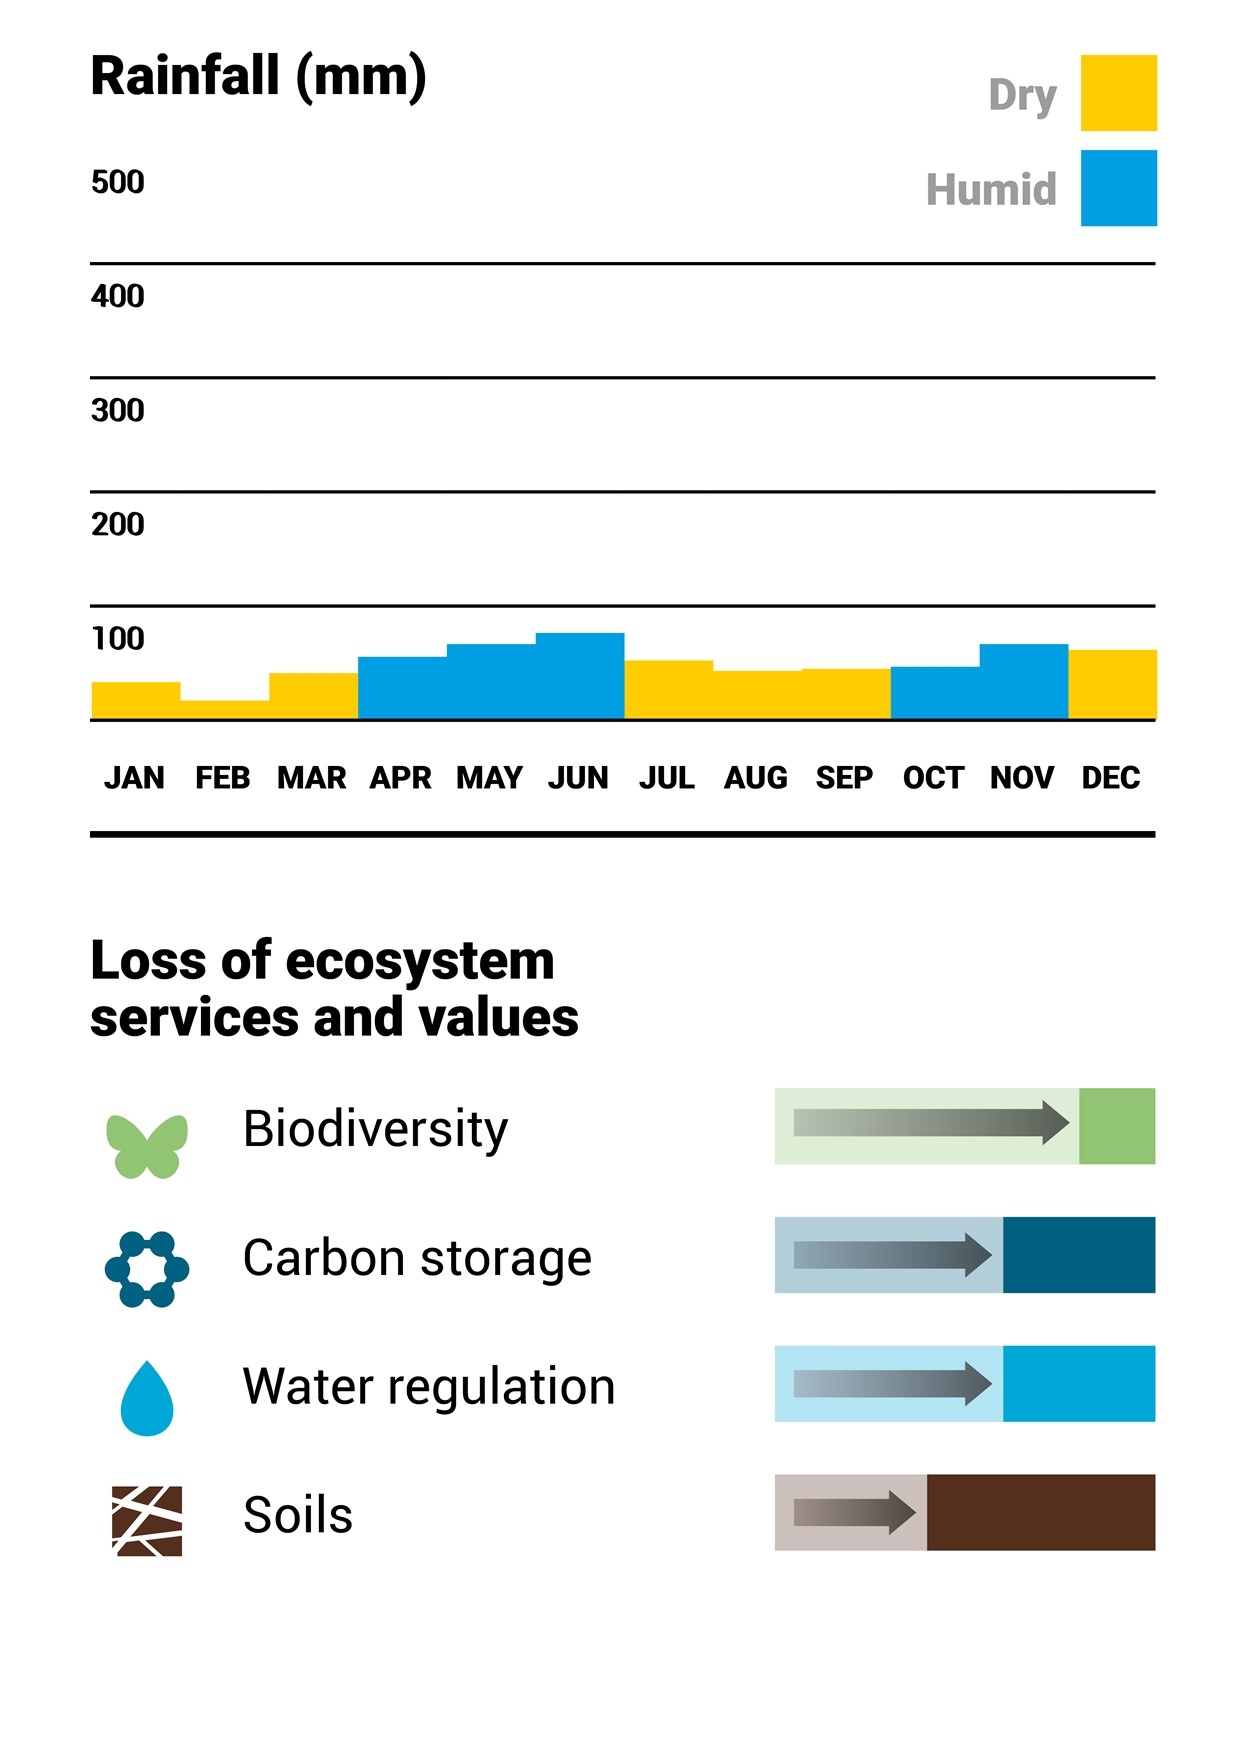 Rainfall (mm)
Dry
Humid
500
400
300
200
100
JAN FEB MAR APR MAY JUN JUL AUG SEP OCT NOV DEC
Loss of ecosystem
services and values
Biodiversity
Carbon storage
Water regulation
Soils